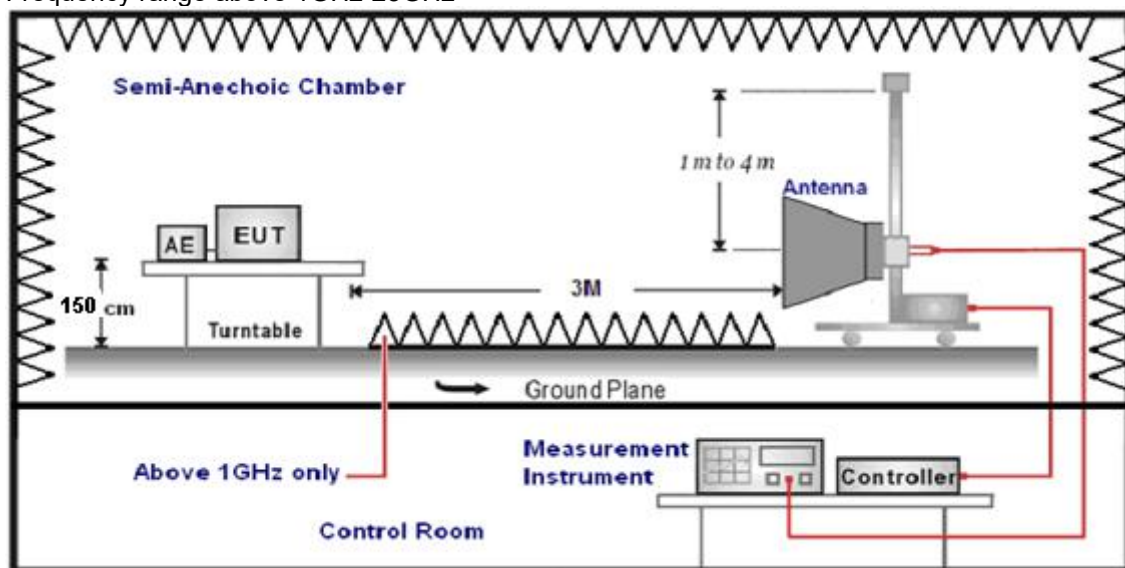 Frequency range above 1GHz-26GHz
Semi-Anechoic Chamber
1 m to 4 m
Antenna
AE
EUT
150 cm
3M
Turntable
Ground Plane
Above 1GHz only
Measurement
Instrument
Controller
Control Room